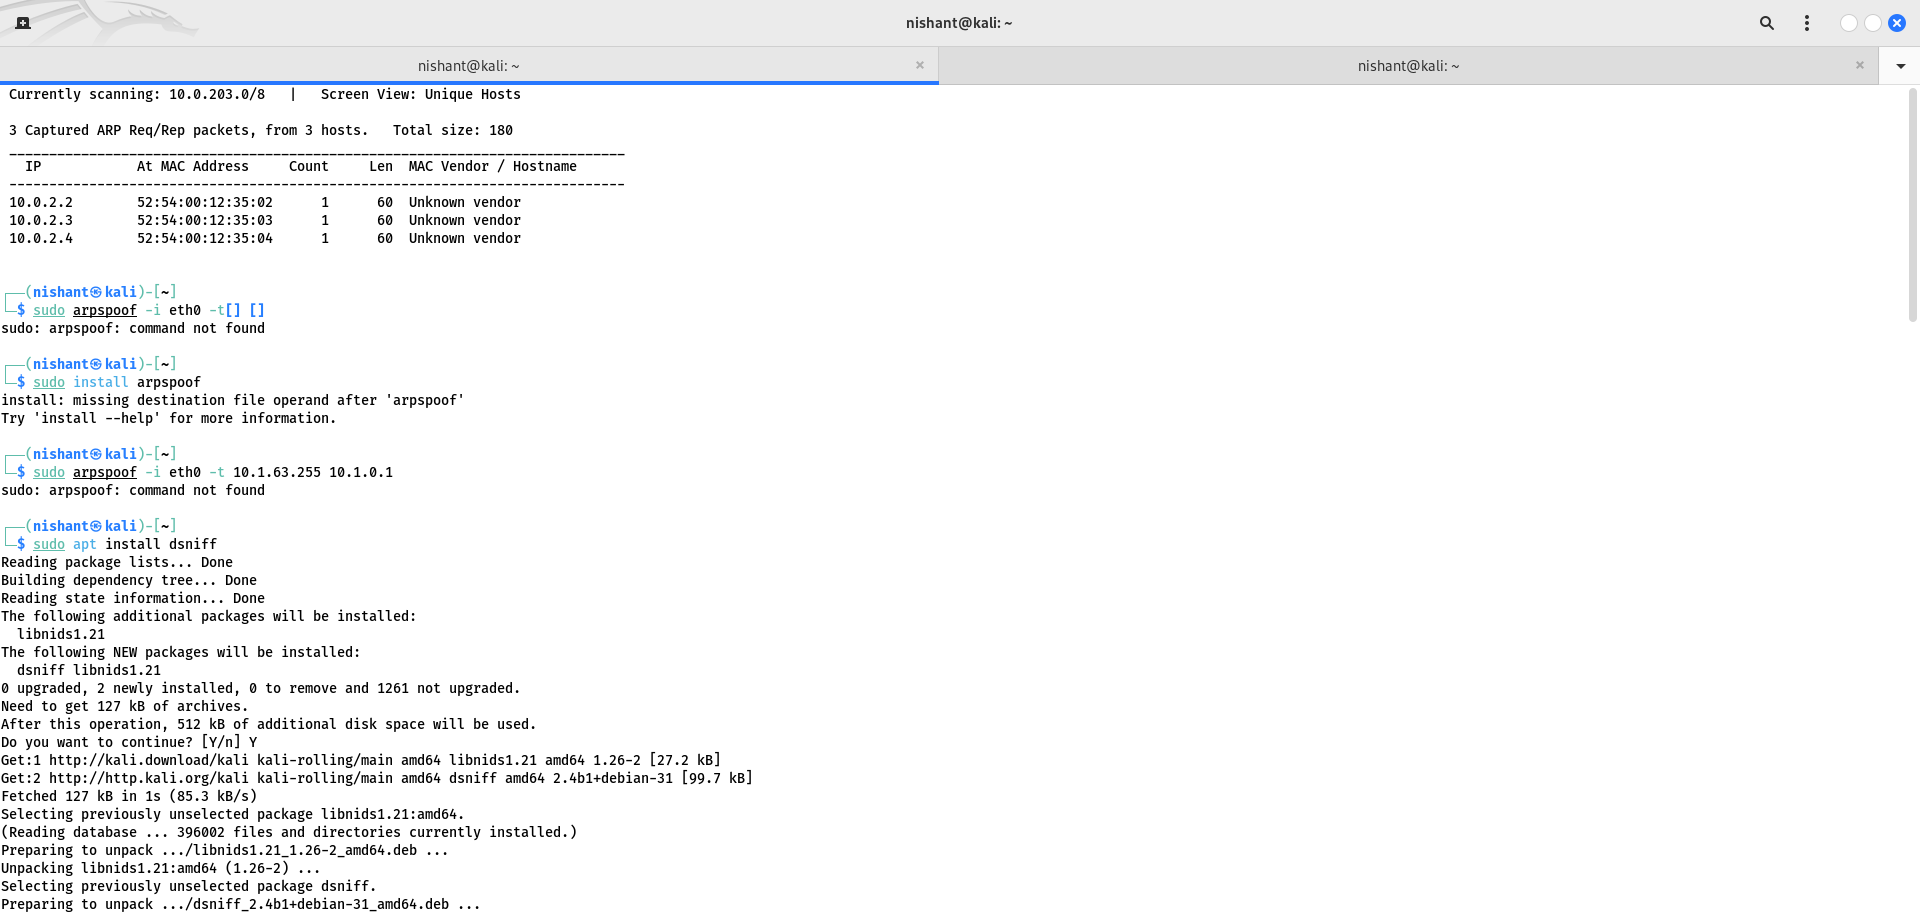 nishant@kali: ~
nishant@kali: ~
nishant@kali: ~
Currently scanning: 10.0.203.0/8   |   Screen View: Unique Hosts
3 Captured ARP Req/Rep packets, from 3 hosts.   Total size: 180
_____________________________________________________________________________
IP            At MAC Address     Count     Len  MAC Vendor / Hostname
-----------------------------------------------------------------------------
10.0.2.2        52:54:00:12:35:02      1      60  Unknown vendor
10.0.2.3        52:54:00:12:35:03      1      60  Unknown vendor
10.0.2.4        52:54:00:12:35:04      1      60  Unknown vendor
┌──(nishant㉿kali)-[~]
└─$ sudo arpspoof -i eth0 -t[] []
sudo: arpspoof: command not found
┌──(nishant㉿kali)-[~]
└─$ sudo install arpspoof
install: missing destination file operand after 'arpspoof'
Try 'install --help' for more information.
┌──(nishant㉿kali)-[~]
└─$ sudo arpspoof -i eth0 -t 10.1.63.255 10.1.0.1
sudo: arpspoof: command not found
┌──(nishant㉿kali)-[~]
└─$ sudo apt install dsniff
Reading package lists... Done
Building dependency tree... Done
Reading state information... Done
The following additional packages will be installed:
  libnids1.21
The following NEW packages will be installed:
  dsniff libnids1.21
0 upgraded, 2 newly installed, 0 to remove and 1261 not upgraded.
Need to get 127 kB of archives.
After this operation, 512 kB of additional disk space will be used.
Do you want to continue? [Y/n] Y
Get:1 http://kali.download/kali kali-rolling/main amd64 libnids1.21 amd64 1.26-2 [27.2 kB]
Get:2 http://http.kali.org/kali kali-rolling/main amd64 dsniff amd64 2.4b1+debian-31 [99.7 kB]
Fetched 127 kB in 1s (85.3 kB/s)
Selecting previously unselected package libnids1.21:amd64.
(Reading database ... 396002 files and directories currently installed.)
Preparing to unpack .../libnids1.21_1.26-2_amd64.deb ...
Unpacking libnids1.21:amd64 (1.26-2) ...
Selecting previously unselected package dsniff.
Preparing to unpack .../dsniff_2.4b1+debian-31_amd64.deb ...